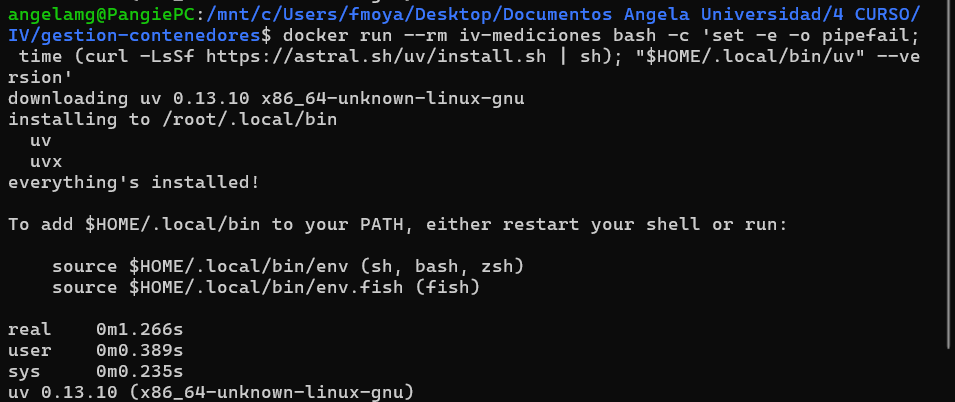 angelamg@PangiePC:/mnt/c/Users/fmoya/Desktop/Documentos Angela Universidad/4 CURSO/
IV/gestion-contenedores$ docker run --rm iv-mediciones bash -c 'set -e -o pipefail;
 time (curl -LsSf https://astral.sh/uv/install.sh | sh); "$HOME/.local/bin/uv" --ve
rsion'
downloading uv 0.13.10 x86_64-unknown-linux-gnu
installing to /root/.local/bin
  uv
  uvx
everything's installed!

To add $HOME/.local/bin to your PATH, either restart your shell or run:

    source $HOME/.local/bin/env (sh, bash, zsh)
    source $HOME/.local/bin/env.fish (fish)

real    0m1.266s
user    0m0.389s
sys     0m0.235s
uv 0.13.10 (x86_64-unknown-linux-gnu)